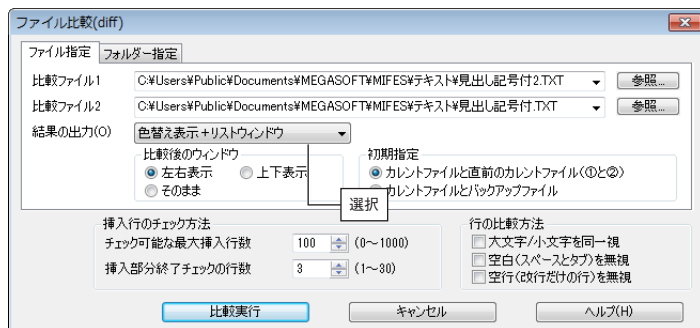 ファイル比較(diff)
ファイル指定 フォルダー指定
比較ファイル1 C:¥Users¥Public¥Documents¥MEGASOFT¥MIFES¥テキスト¥見出し記号付2.TXT 参照...
比較ファイル2 C:¥Users¥Public¥Documents¥MEGASOFT¥MIFES¥テキスト¥見出し記号付.TXT 参照...
結果の出力(O) 色替え表示+リストウィンドウ
比較後のウィンドウ 初期指定
左右表示 上下表示 カレントファイルと直前のカレントファイル(①と②)
そのまま カレントファイルとバックアップファイル
選択
挿入行のチェック方法 行の比較方法
チェック可能な最大挿入行数 100 (0~1000) 大文字/小文字を同一視
空白(スペースとタブ)を無視
挿入部分終了チェックの行数 3 (1~30) 空行(改行だけの行)を無視
比較実行 キャンセル ヘルプ(H)